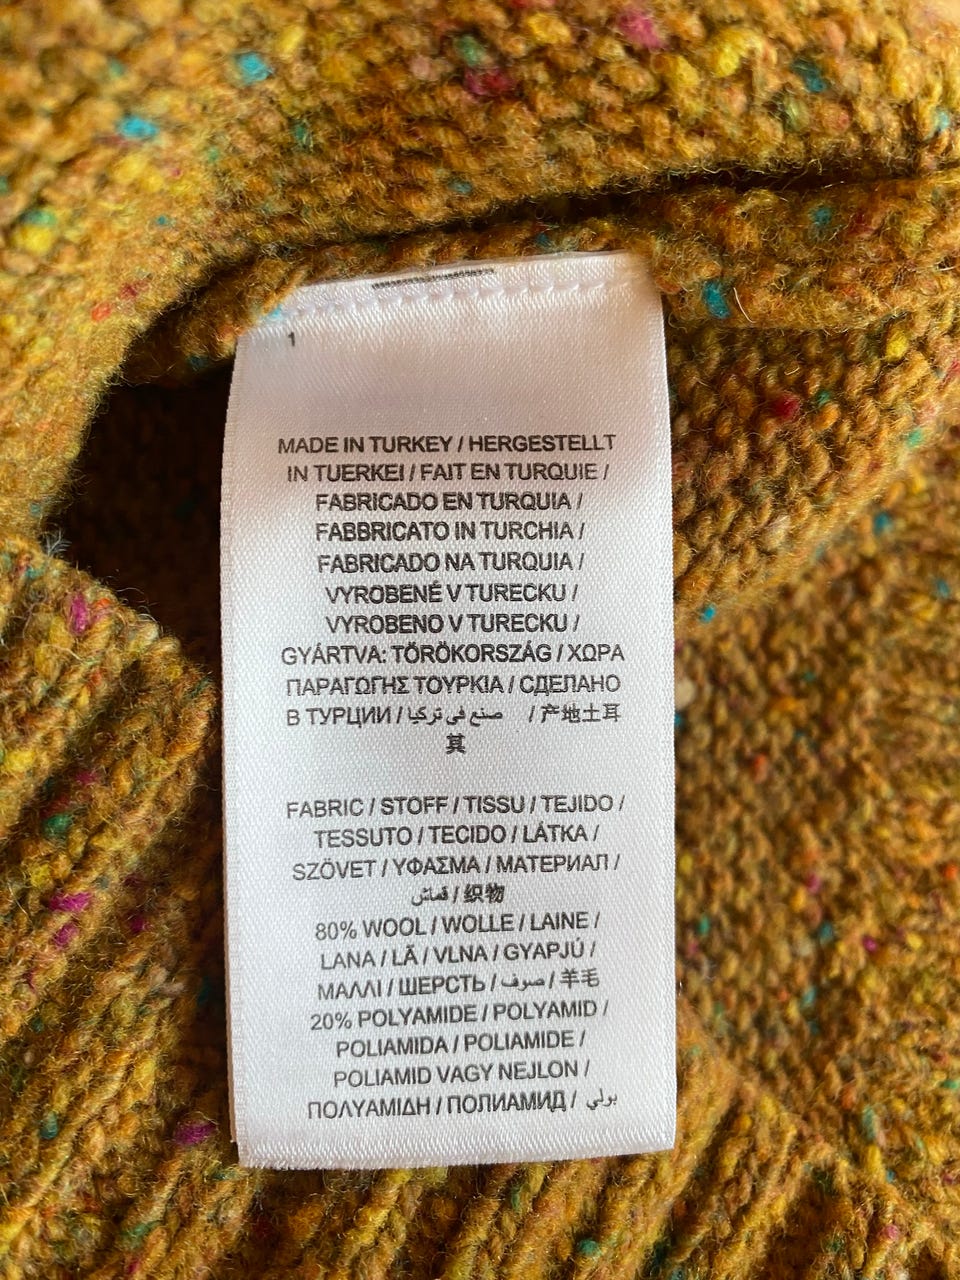 1
MADE IN TURKEY / HERGESTELLT
IN TUERKEI / FAIT EN TURQUIE /
FABRICADO EN TURQUIA /
FABBRICATO IN TURCHIA /
FABRICADO NA TURQUIA /
VYROBENÉ V TURECKU /
VYROBENO V TURECKU /
GYÁRTVA: TÖRÖKORSZÁG / ΧΩΡΑ
ΠΑΡΑΓΩΓΗΣ ΤΟΥΡΚΙΑ / СДЕЛАНО
В ТУРЦИИ / صنع في تركيا / 产地土耳
其
FABRIC / STOFF / TISSU / TEJIDO /
TESSUTO / TECIDO / LÁTKA /
SZÖVET / ΥΦΑΣΜΑ / МАТЕРИАЛ /
قماش / 织物
80% WOOL / WOLLE / LAINE /
LANA / LÃ / VLNA / GYAPJÚ /
ΜΑΛΛΙ / ШЕРСТЬ / صوف / 羊毛
20% POLYAMIDE / POLYAMID /
POLIAMIDA / POLIAMIDE /
POLIAMID VAGY NEJLON /
ΠΟΛΥΑΜΙΔΗ / ПОЛИАМИД / بولي